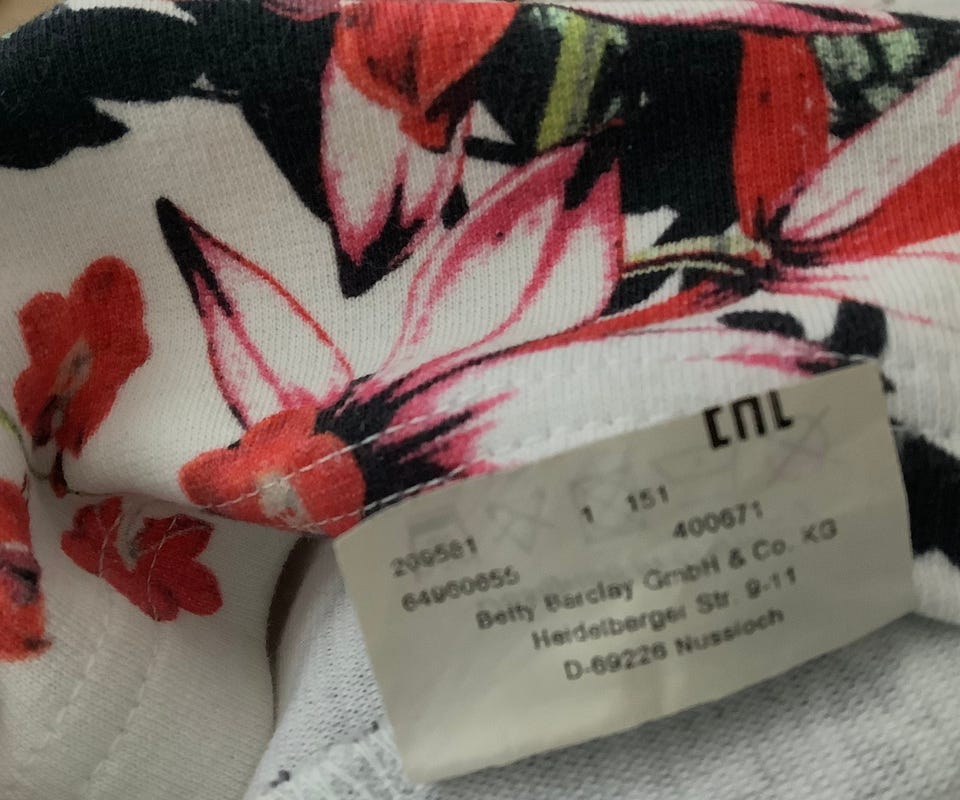 EAC
209581 1 151
64960655 400671
Betty Barclay GmbH & Co. KG
Heidelberger Str. 9-11
D-69226 Nussloch